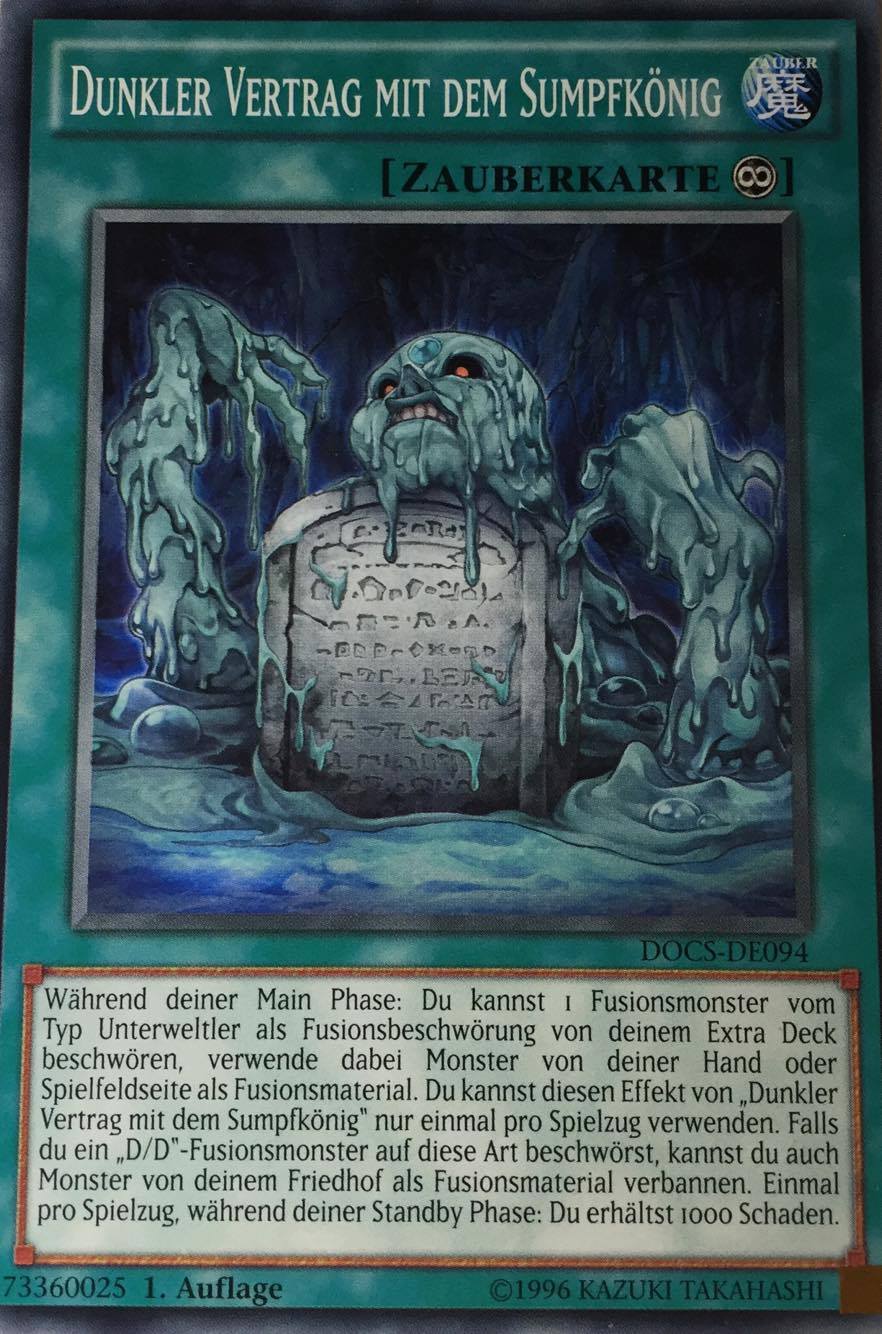 DUNKLER VERTRAG MIT DEM SUMPFKÖNIG
ZAUBER
魔
[ZAUBERKARTE ]
DOCS-DE094
Während deiner Main Phase: Du kannst 1 Fusionsmonster vom
Typ Unterweltler als Fusionsbeschwörung von deinem Extra Deck
beschwören, verwende dabei Monster von deiner Hand oder
Spielfeldseite als Fusionsmaterial. Du kannst diesen Effekt von „Dunkler
Vertrag mit dem Sumpfkönig" nur einmal pro Spielzug verwenden. Falls
du ein „D/D"-Fusionsmonster auf diese Art beschwörst, kannst du auch
Monster von deinem Friedhof als Fusionsmaterial verbannen. Einmal
pro Spielzug, während deiner Standby Phase: Du erhältst 1000 Schaden.
73360025 1. Auflage ©1996 KAZUKI TAKAHASHI